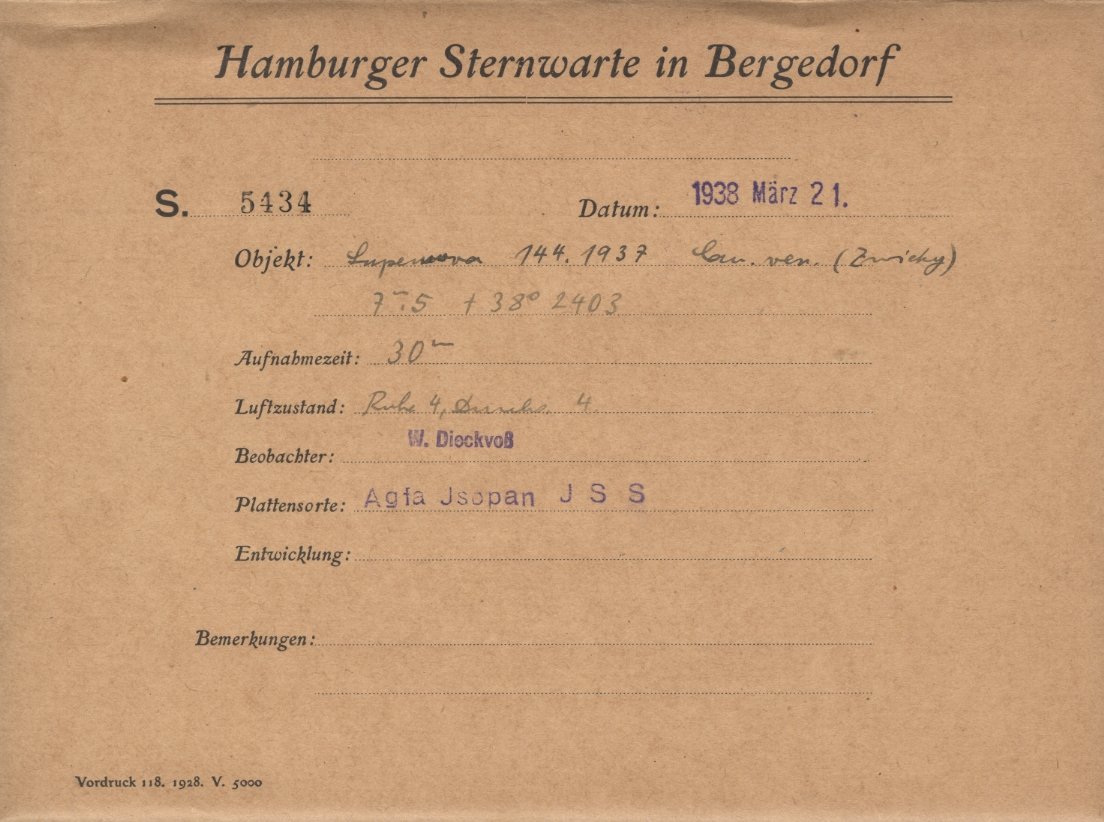 Hamburger Sternwarte in Bergedorf
S. 5434 Datum: 1938 März 21.
Objekt: Supernova 144.1937 Can. ven. (Zwicky)
7ᵐ.5 + 38° 2403
Aufnahmezeit: 30ᵐ
Luftzustand: Ruhe 4, Durchs. 4.
Beobachter: W. Dieckvoß
Plattensorte: Agfa Jsopan J S S
Entwicklung:
Bemerkungen:
Vordruck 118. 1928. V. 5000